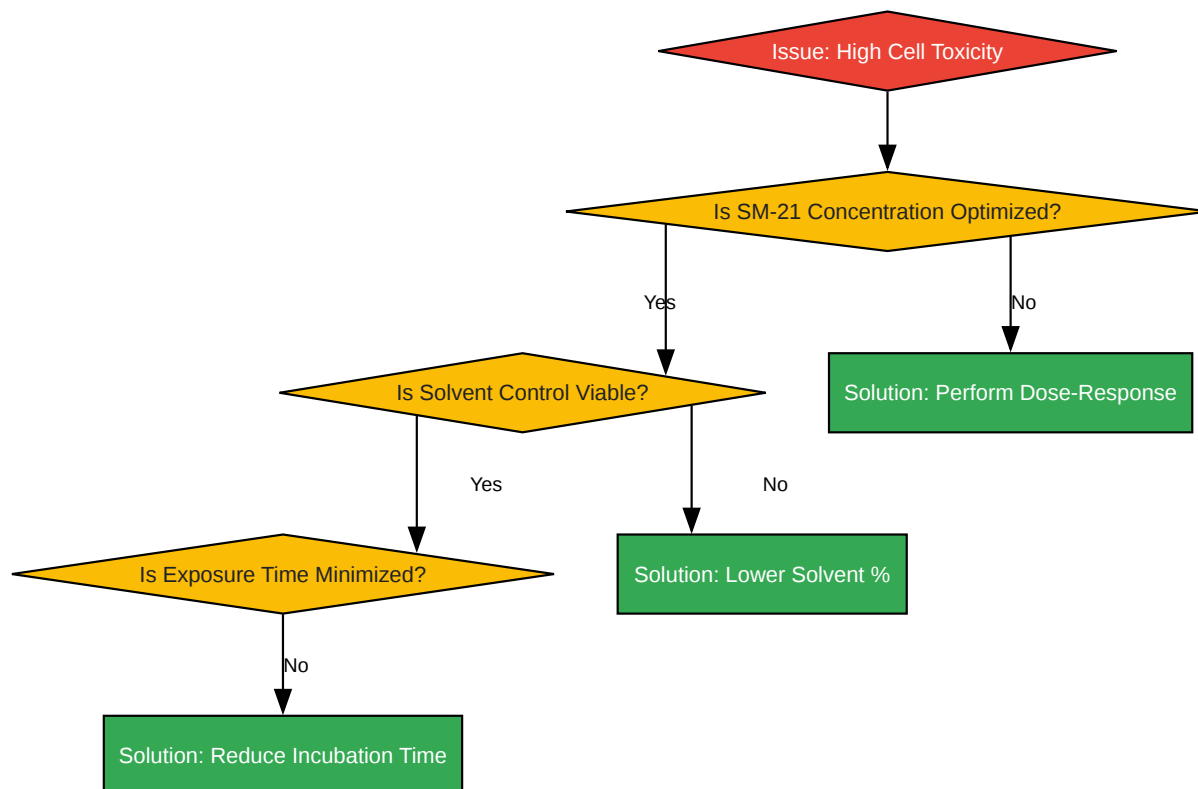 Issue: High Cell Toxicity
Is SM-21 Concentration Optimized?
Yes
No
Is Solvent Control Viable?
Solution: Perform Dose-Response
Yes
No
Is Exposure Time Minimized?
Solution: Lower Solvent %
No
Solution: Reduce Incubation Time